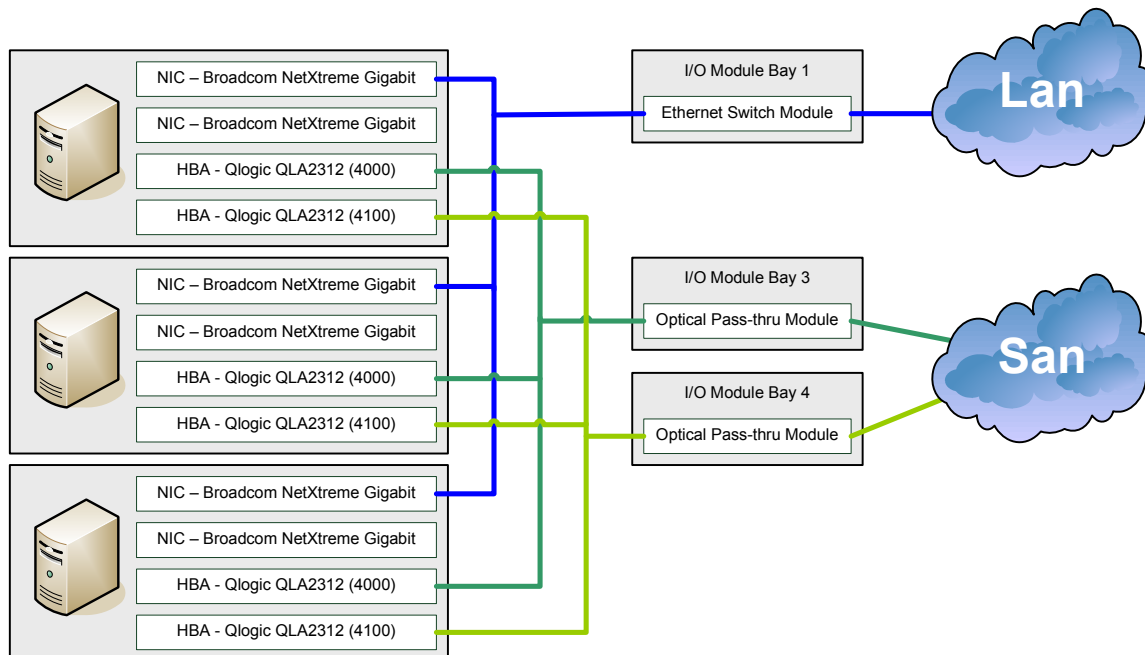 NIC – Broadcom NetXtreme Gigabit
NIC – Broadcom NetXtreme Gigabit
HBA - Qlogic QLA2312 (4000)
HBA - Qlogic QLA2312 (4100)
NIC – Broadcom NetXtreme Gigabit
NIC – Broadcom NetXtreme Gigabit
HBA - Qlogic QLA2312 (4000)
HBA - Qlogic QLA2312 (4100)
NIC – Broadcom NetXtreme Gigabit
NIC – Broadcom NetXtreme Gigabit
HBA - Qlogic QLA2312 (4000)
HBA - Qlogic QLA2312 (4100)
I/O Module Bay 1
Ethernet Switch Module
I/O Module Bay 3
Optical Pass-thru Module
I/O Module Bay 4
Optical Pass-thru Module
Lan
San